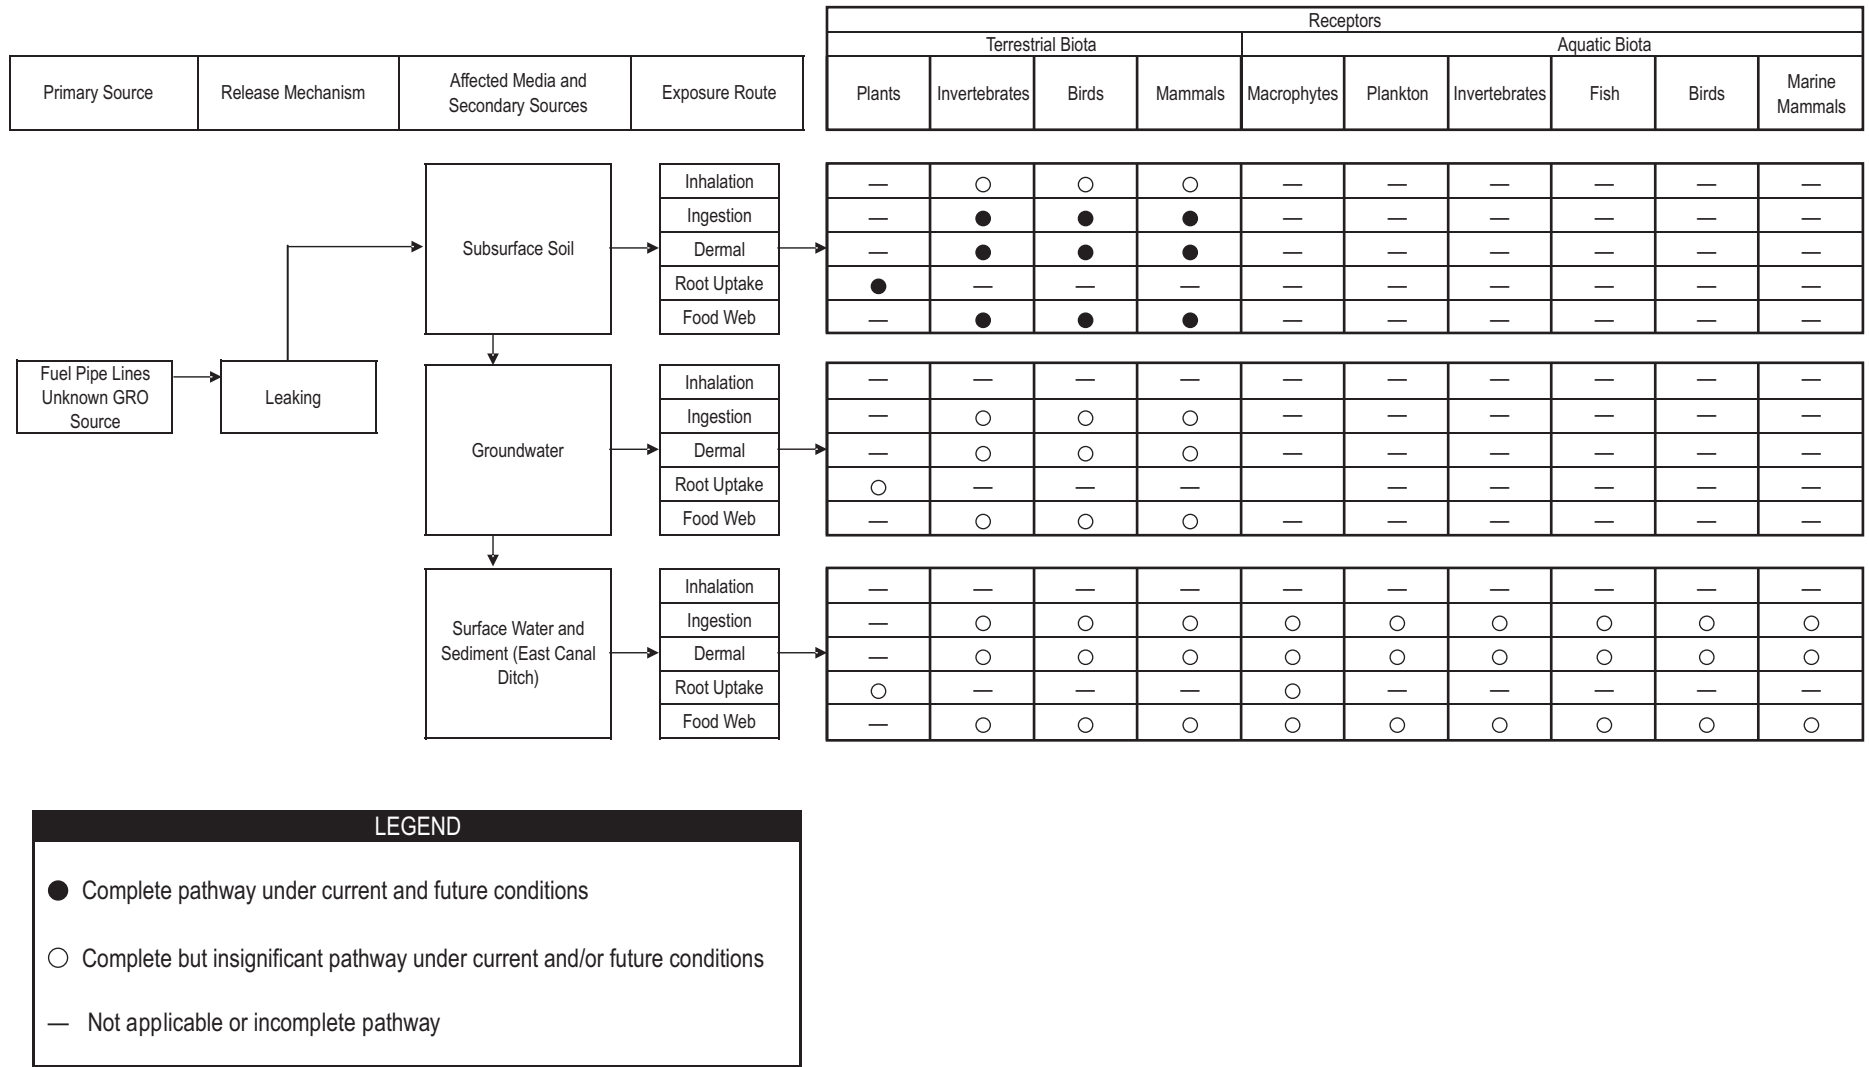 Receptors
Terrestrial Biota Aquatic Biota
Primary Source Release Mechanism Affected Media and Secondary Sources Exposure Route Plants Invertebrates Birds Mammals Macrophytes Plankton Invertebrates Fish Birds Marine Mammals
Subsurface Soil
Inhalation — ○ ○ ○ — — — — — —
Ingestion — ● ● ● — — — — — —
Dermal — ● ● ● — — — — — —
Root Uptake ● — — — — — — — — —
Food Web — ● ● ● — — — — — —
Fuel Pipe Lines
Unknown GRO
Source
Leaking
Groundwater
Inhalation — — — — — — — — — —
Ingestion — ○ ○ ○ — — — — — —
Dermal — ○ ○ ○ — — — — — —
Root Uptake ○ — — — — — — — —
Food Web — ○ ○ ○ — — — — — —
Surface Water and
Sediment (East Canal
Ditch)
Inhalation — — — — — — — — — —
Ingestion — ○ ○ ○ ○ ○ ○ ○ ○ ○
Dermal — ○ ○ ○ ○ ○ ○ ○ ○ ○
Root Uptake ○ — — — ○ — — — — —
Food Web — ○ ○ ○ ○ ○ ○ ○ ○ ○
LEGEND
● Complete pathway under current and future conditions
○ Complete but insignificant pathway under current and/or future conditions
— Not applicable or incomplete pathway